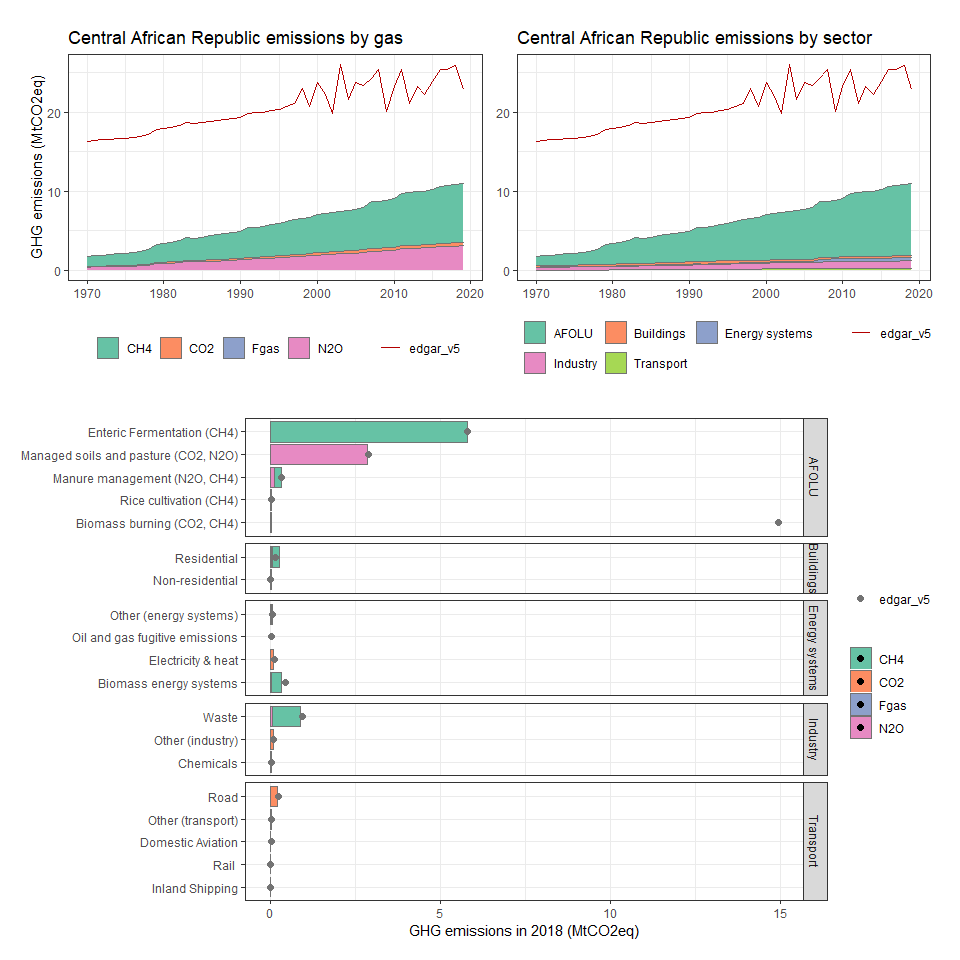 Central African Republic emissions by gas
GHG emissions (MtCO2eq)
20
10
0
1970 1980 1990 2000 2010 2020
CH4 CO2 Fgas N2O edgar_v5
Central African Republic emissions by sector
20
10
0
1970 1980 1990 2000 2010 2020
AFOLU Buildings Energy systems edgar_v5
Industry Transport
Enteric Fermentation (CH4)
Managed soils and pasture (CO2, N2O)
Manure management (N2O, CH4)
Rice cultivation (CH4)
Biomass burning (CO2, CH4)
AFOLU
Residential
Non-residential
Buildings
Other (energy systems)
Oil and gas fugitive emissions
Electricity & heat
Biomass energy systems
Energy systems
Waste
Other (industry)
Chemicals
Industry
Road
Other (transport)
Domestic Aviation
Rail
Inland Shipping
Transport
0 5 10 15
GHG emissions in 2018 (MtCO2eq)
edgar_v5
CH4
CO2
Fgas
N2O